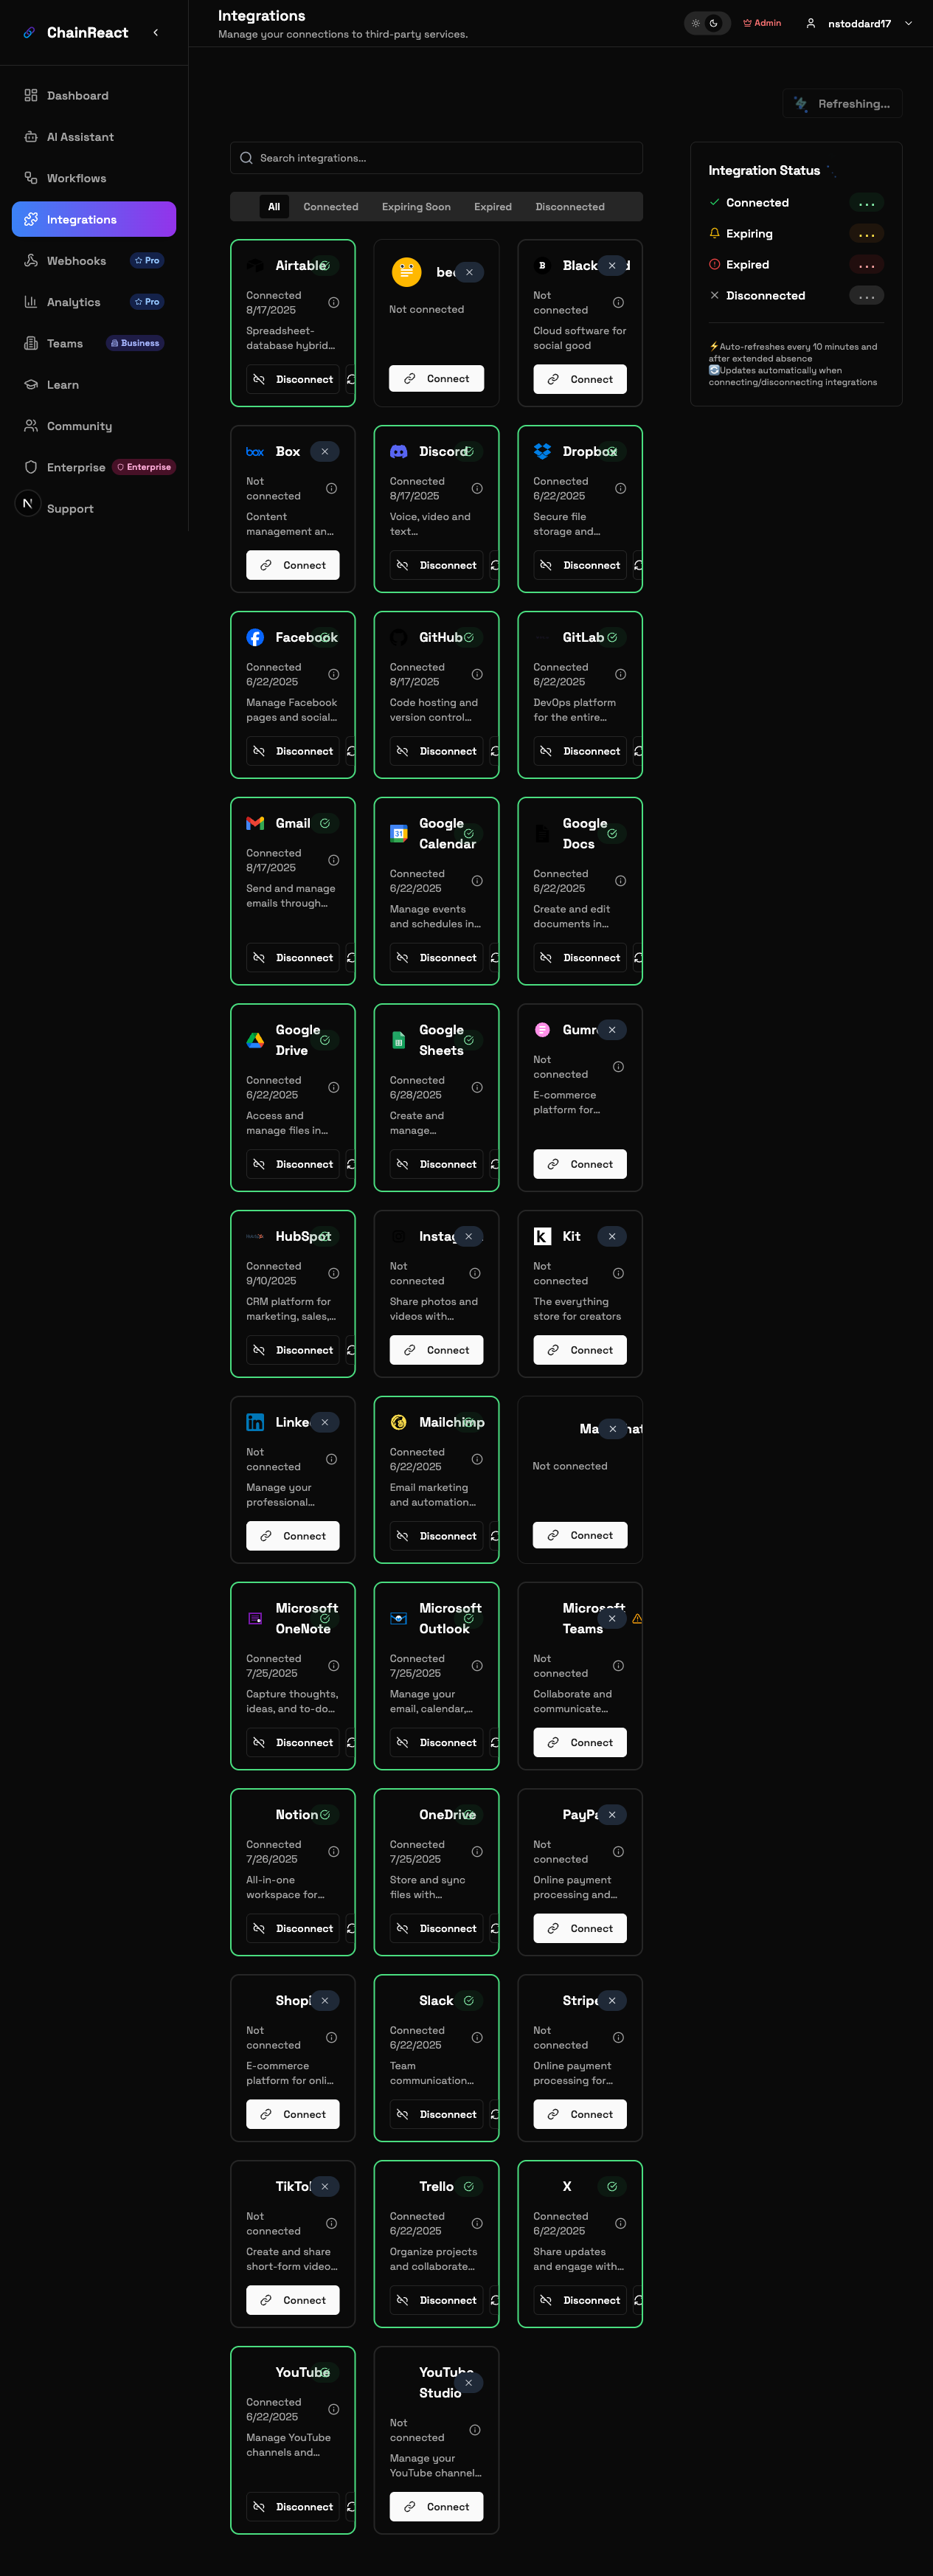 ChainReact
Integrations
Manage your connections to third-party services.
Admin
nstoddard17
Dashboard
AI Assistant
Workflows
Integrations
Webhooks
Pro
Analytics
Pro
Teams
Business
Learn
Community
Enterprise
Enterprise
N
Support
Refreshing...
Search integrations...
All Connected Expiring Soon Expired Disconnected
Integration Status
Connected ...
Expiring ...
Expired ...
Disconnected ...
⚡Auto-refreshes every 10 minutes and
after extended absence
🔄Updates automatically when
connecting/disconnecting integrations
Airtable
Connected
8/17/2025
Spreadsheet-
database hybrid...
Disconnect
Not connected
Connect
B
Not
connected
Cloud software for
social good
Connect
box
Box
Not
connected
Content
management an...
Connect
Discord
Connected
8/17/2025
Voice, video and
text...
Disconnect
Dropbox
Connected
6/22/2025
Secure file
storage and...
Disconnect
Facebook
Connected
6/22/2025
Manage Facebook
pages and social...
Disconnect
GitHub
Connected
8/17/2025
Code hosting and
version control...
Disconnect
GitLab
Connected
6/22/2025
DevOps platform
for the entire...
Disconnect
Gmail
Connected
8/17/2025
Send and manage
emails through...
Disconnect
31
Google
Calendar
Connected
6/22/2025
Manage events
and schedules in...
Disconnect
Google
Docs
Connected
6/22/2025
Create and edit
documents in...
Disconnect
Google
Drive
Connected
6/22/2025
Access and
manage files in...
Disconnect
Google
Sheets
Connected
6/28/2025
Create and
manage...
Disconnect
Not
connected
E-commerce
platform for...
Connect
HubSpot
Connected
9/10/2025
CRM platform for
marketing, sales,...
Disconnect
Not
connected
Share photos and
videos with...
Connect
K
Kit
Not
connected
The everything
store for creators
Connect
in
Not
connected
Manage your
professional...
Connect
Mailchimp
Connected
6/22/2025
Email marketing
and automation...
Disconnect
Not connected
Connect
Microsoft
OneNote
Connected
7/25/2025
Capture thoughts,
ideas, and to-do...
Disconnect
Microsoft
Outlook
Connected
7/25/2025
Manage your
email, calendar,...
Disconnect
Microsoft
Teams
Not
connected
Collaborate and
communicate...
Connect
Notion
Connected
7/26/2025
All-in-one
workspace for...
Disconnect
OneDrive
Connected
7/25/2025
Store and sync
files with...
Disconnect
Not
connected
Online payment
processing and...
Connect
Not
connected
E-commerce
platform for onli...
Connect
Slack
Connected
6/22/2025
Team
communication...
Disconnect
Stripe
Not
connected
Online payment
processing for...
Connect
TikTok
Not
connected
Create and share
short-form video...
Connect
Trello
Connected
6/22/2025
Organize projects
and collaborate...
Disconnect
X
Connected
6/22/2025
Share updates
and engage with...
Disconnect
YouTube
Connected
6/22/2025
Manage YouTube
channels and...
Disconnect
YouTube
Studio
Not
connected
Manage your
YouTube channel...
Connect